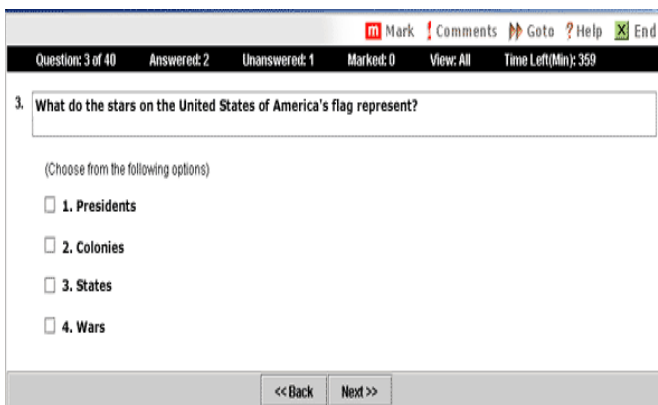 m Mark ! Comments Goto ? Help X End
Question: 3 of 40 Answered: 2 Unanswered: 1 Marked: 0 View: All Time Left(Min): 359
3. What do the stars on the United States of America's flag represent?
(Choose from the following options)
1. Presidents
2. Colonies
3. States
4. Wars
<< Back Next >>